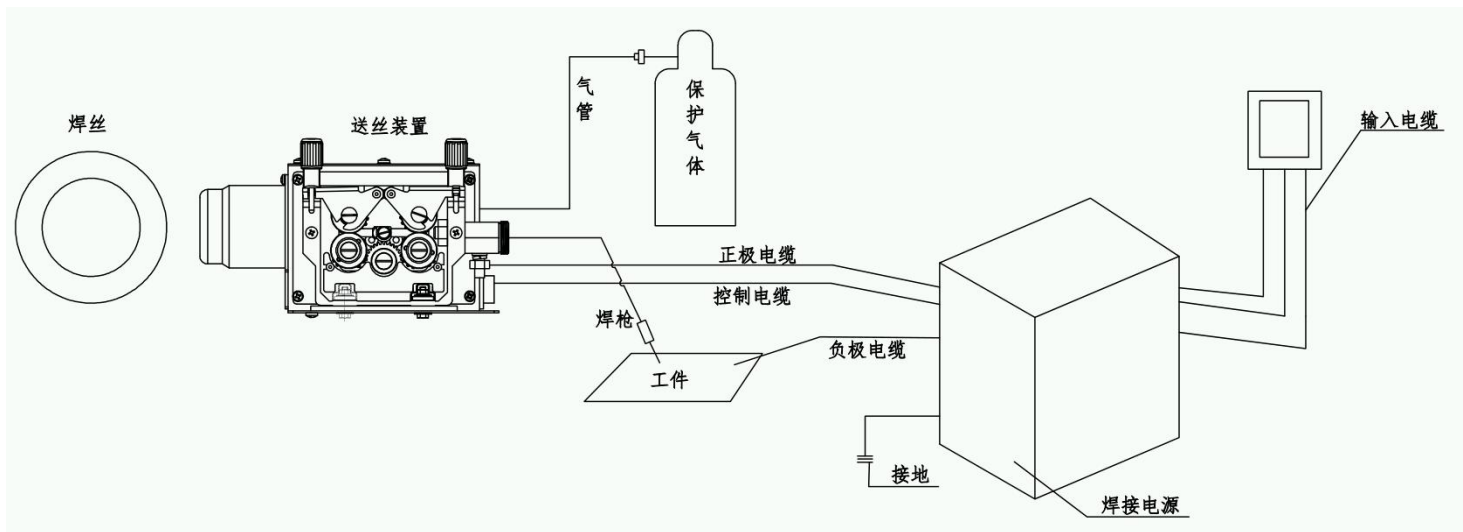 焊丝
送丝装置
气管
保护气体
输入电缆
正极电缆
控制电缆
焊枪
负极电缆
工件
接地
焊接电源